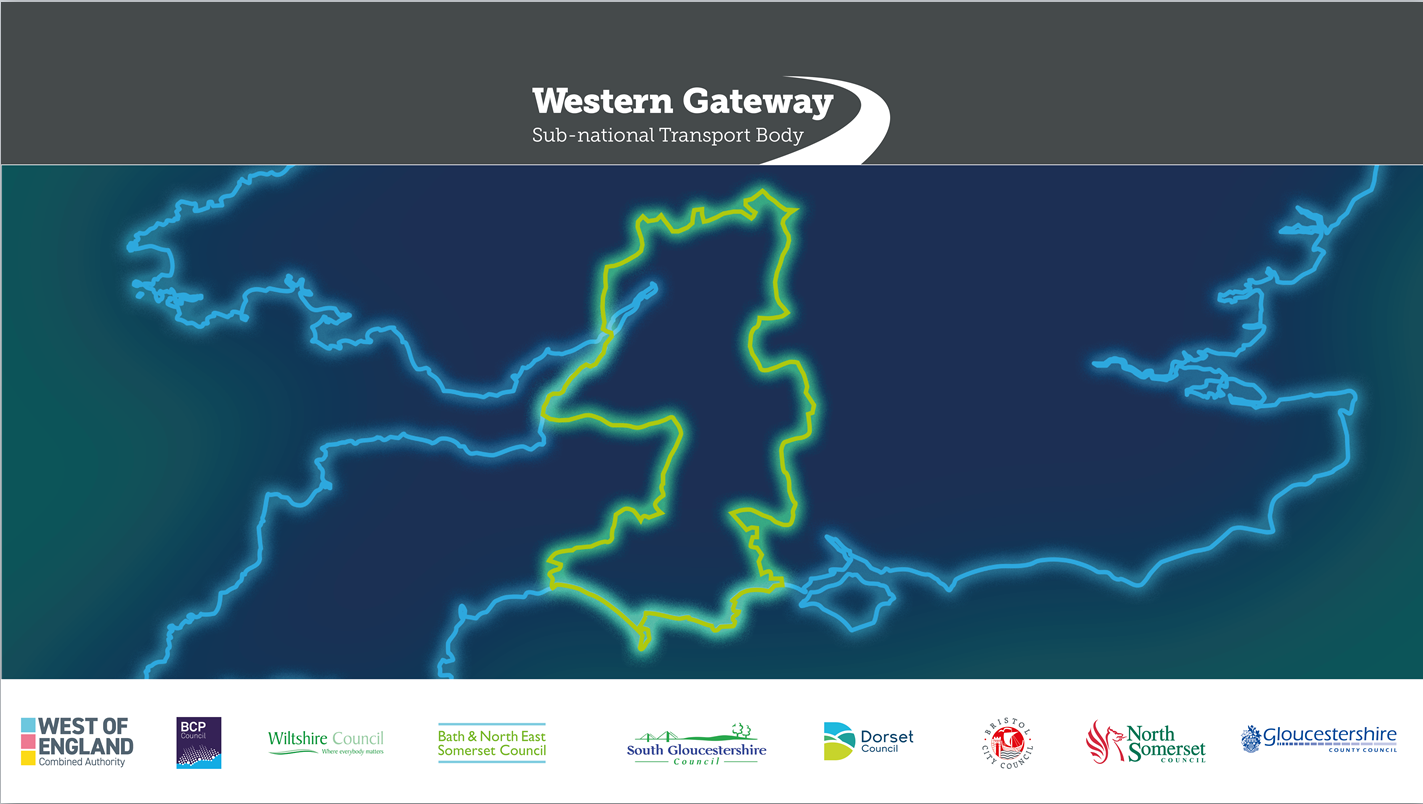 Western Gateway
Sub-national Transport Body
WEST OF
ENGLAND
Combined Authority
BCP
Council
Wiltshire Council
Where everybody matters
Bath & North East
Somerset Council
South Gloucestershire
Council
Dorset
Council
BRISTOL
CITY COUNCIL
North
Somerset
COUNCIL
Gloucestershire
COUNTY COUNCIL